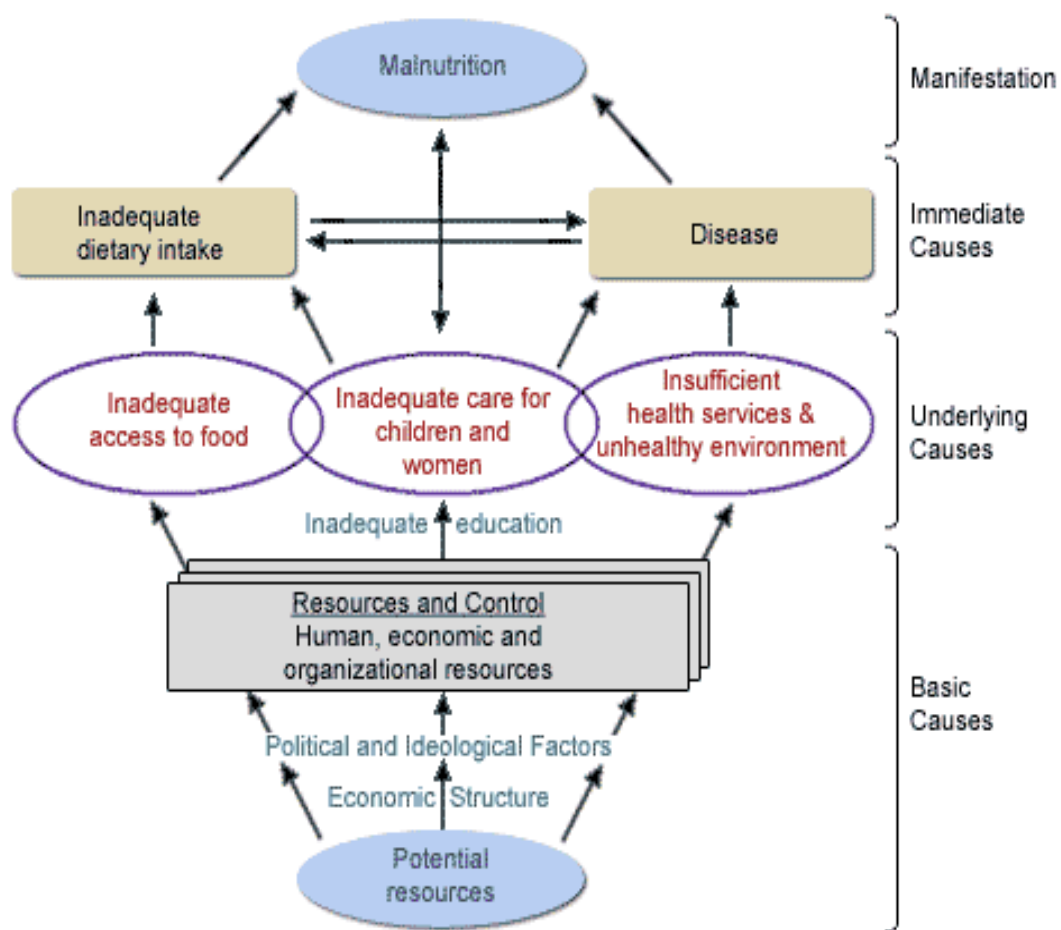 Malnutrition
Manifestation
Inadequate
dietary intake
Disease
Immediate
Causes
Inadequate
access to food
Inadequate care for
children and
women
Insufficient
health services &
unhealthy environment
Underlying
Causes
Inadequate education
Resources and Control
Human, economic and
organizational resources
Basic
Causes
Political and Ideological Factors
Economic Structure
Potential
resources